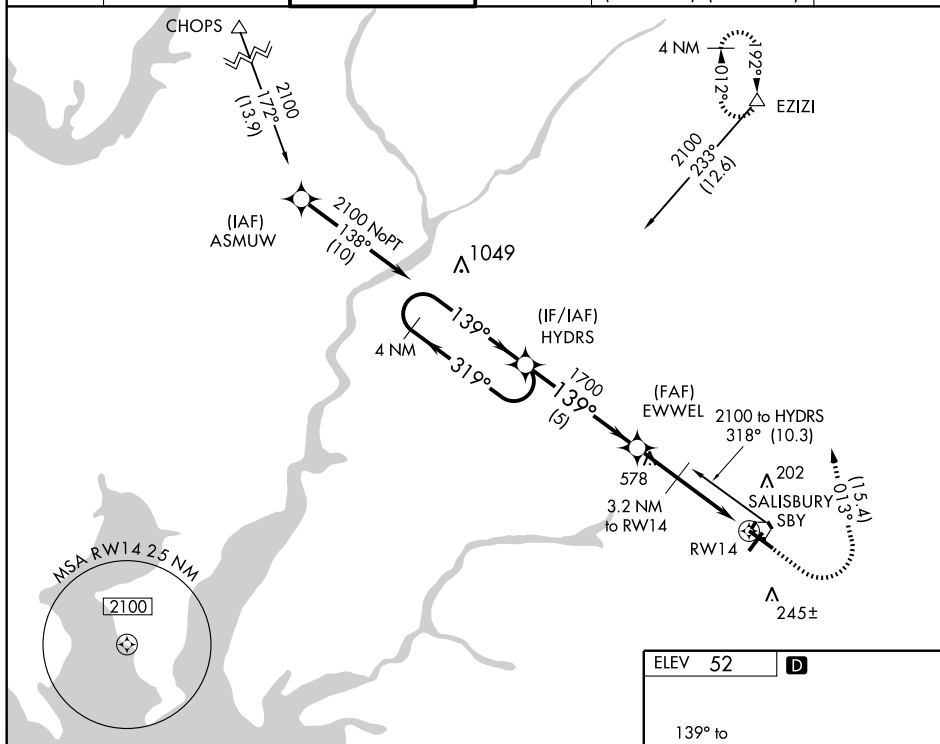 CHOPS
2100
172°
(13.9)
4 NM
012°
192°
EZIZI
2100
233°
(12.6)
(IAF)
ASMUW
2100 NoPT
138°
(10)
1049
139°
4 NM
319°
(IF/IAF)
HYDRS
1700
139°
(5)
(FAF)
EWWEL
2100 to HYDRS
318° (10.3)
578
3.2 NM
to RW14
202
SALISBURY
SBY
RW14
013°
(15.4)
245±
MSA RW14 25 NM
2100
ELEV 52
D
139° to